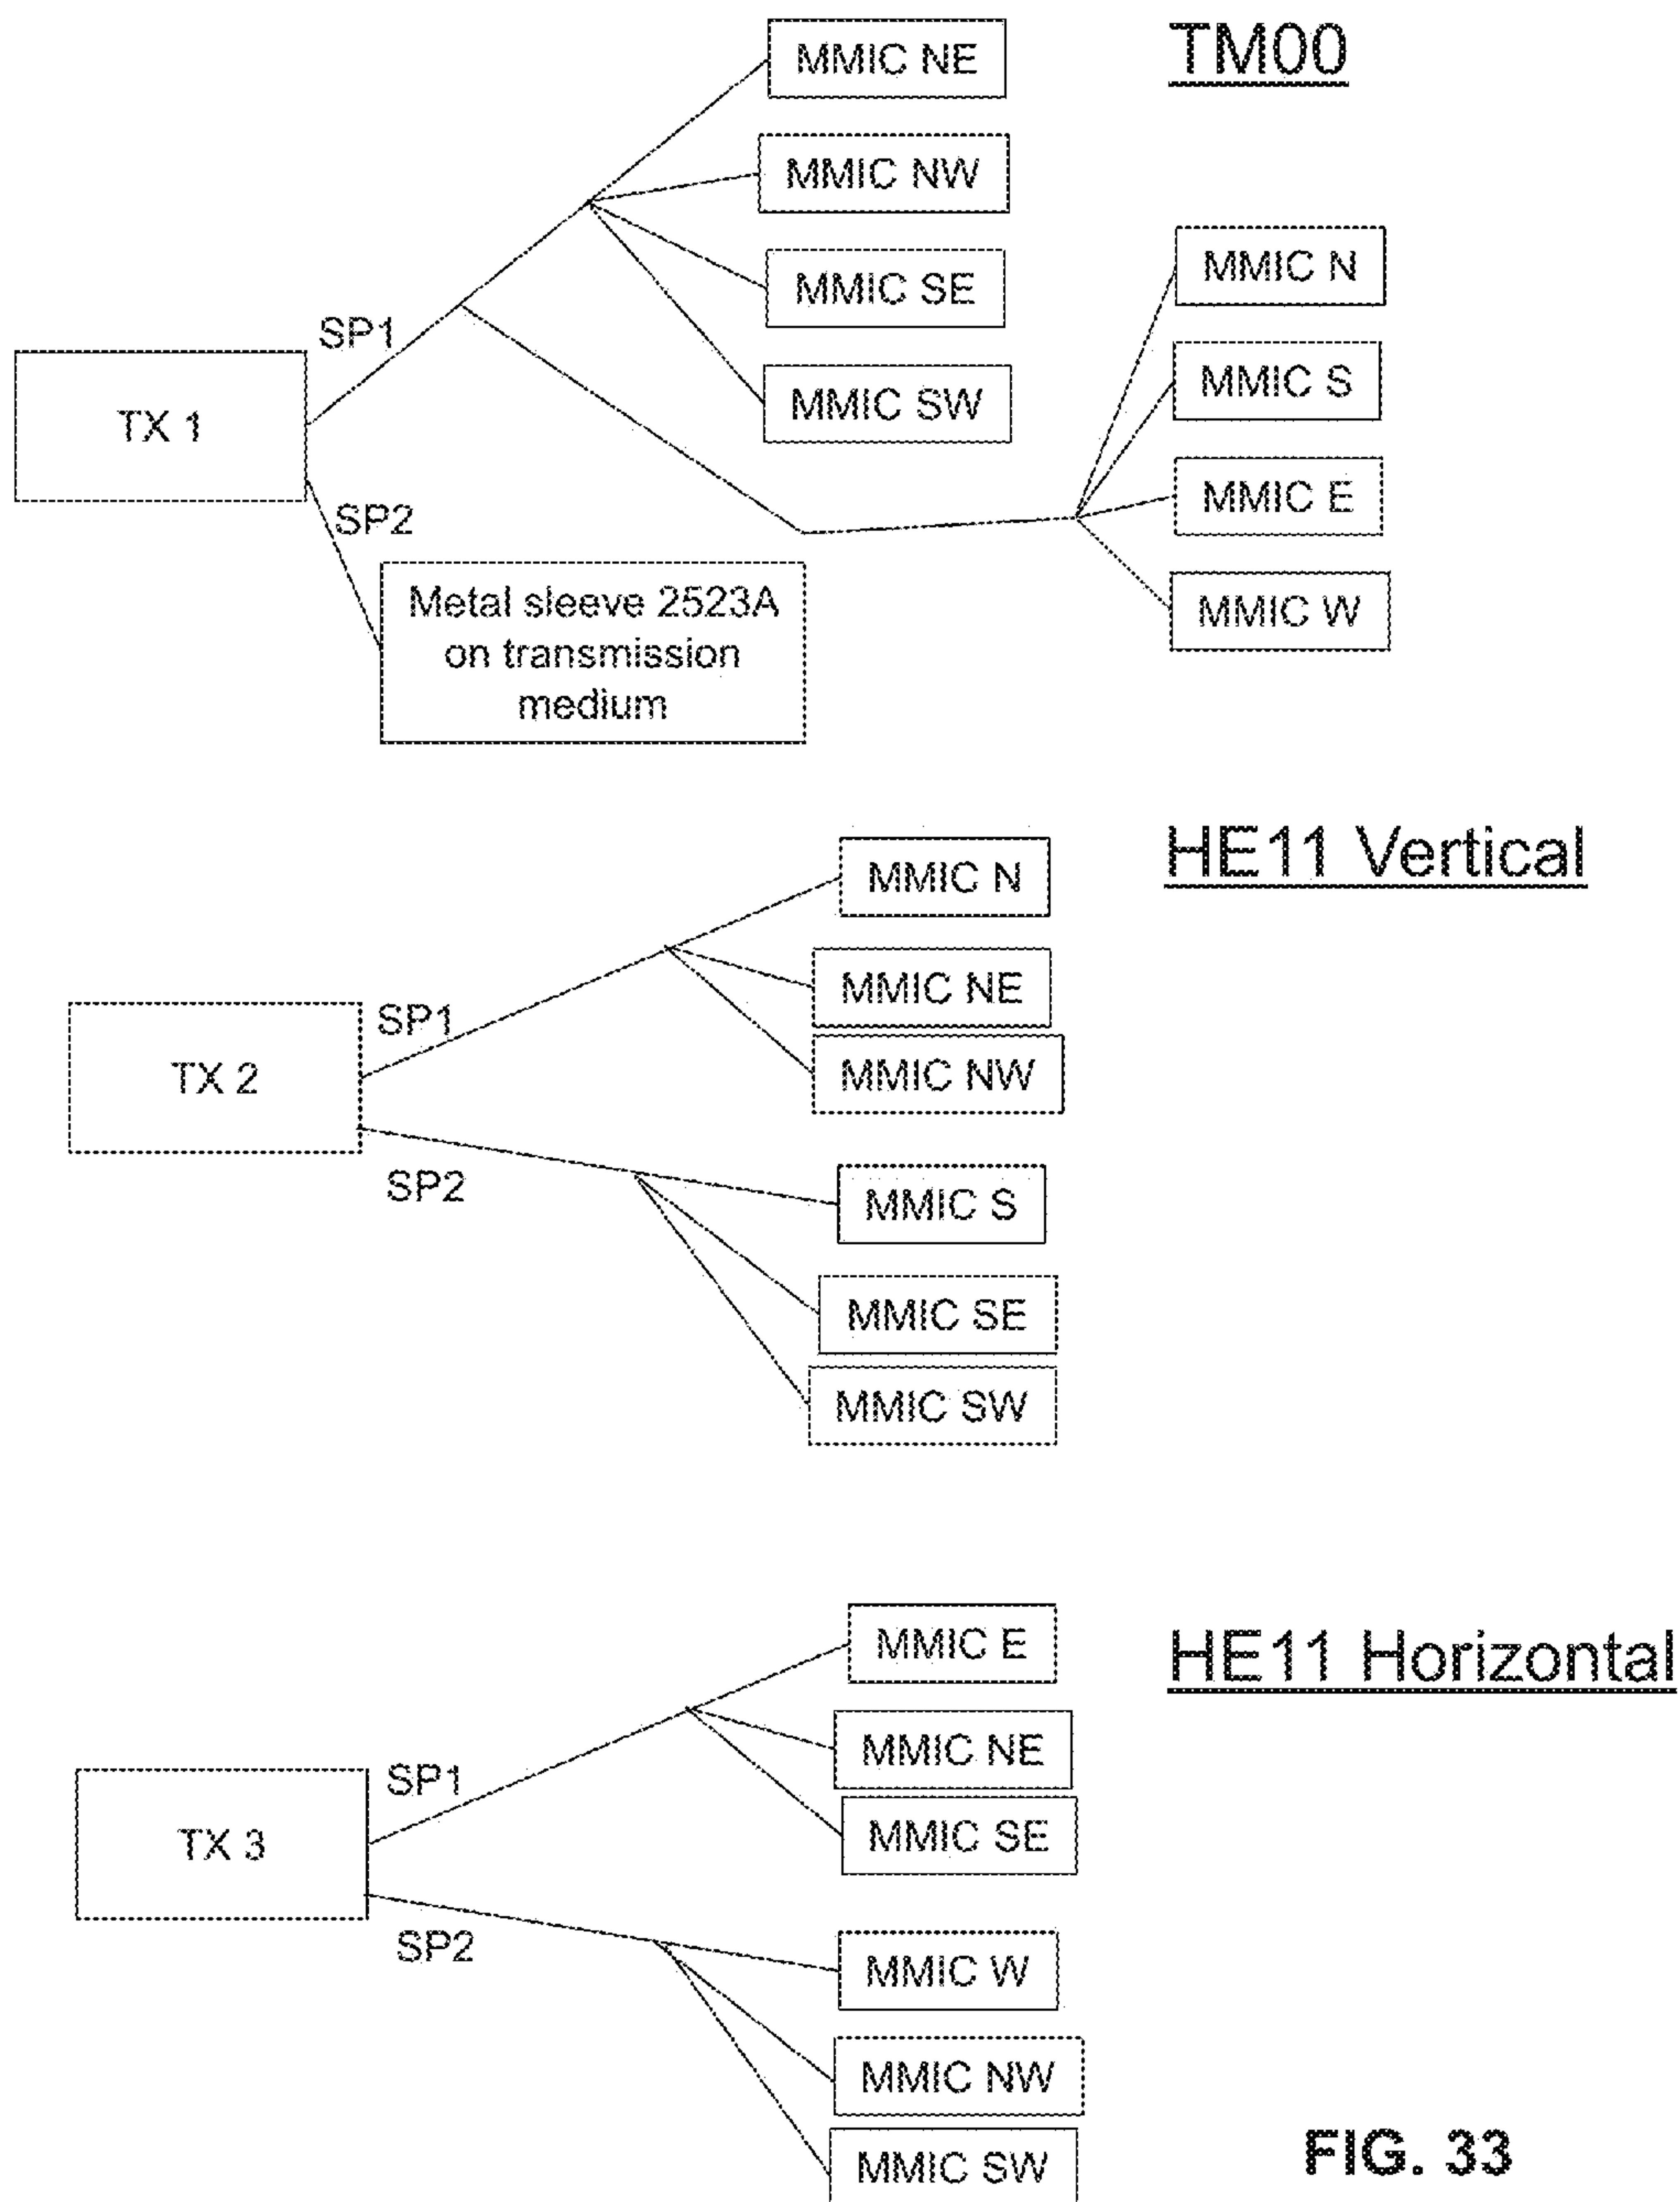 TM00
MMIC NE
MMIC NW
MMIC SE
MMIC SW
MMIC N
MMIC S
MMIC E
MMIC W
SP1
TX 1
SP2
Metal sleeve 2523A
on transmission
medium
HE11 Vertical
MMIC N
MMIC NE
MMIC NW
SP1
TX 2
SP2
MMIC S
MMIC SE
MMIC SW
HE11 Horizontal
MMIC E
MMIC NE
MMIC SE
SP1
TX 3
SP2
MMIC W
MMIC NW
MMIC SW
FIG. 33